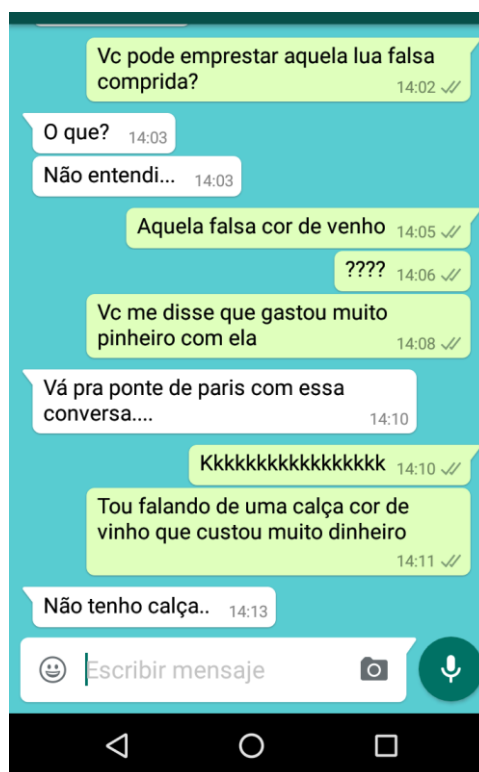 Vc pode emprestar aquela lua falsa
comprida?
14:02
O que? 14:03
Não entendi... 14:03
Aquela falsa cor de venho 14:05
???? 14:06
Vc me disse que gastou muito
pinheiro com ela
14:08
Vá pra ponte de paris com essa
conversa....
14:10
Kkkkkkkkkkkkkkkkk 14:10
Tou falando de uma calça cor de
vinho que custou muito dinheiro
14:11
Não tenho calça.. 14:13
Escribir mensaje